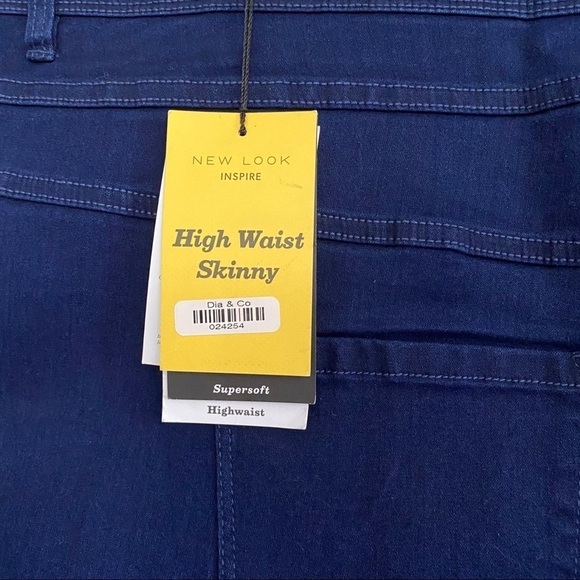 NEW LOOK
INSPIRE
High Waist
Skinny
Dia & Co
024254
Supersoft
Highwaist